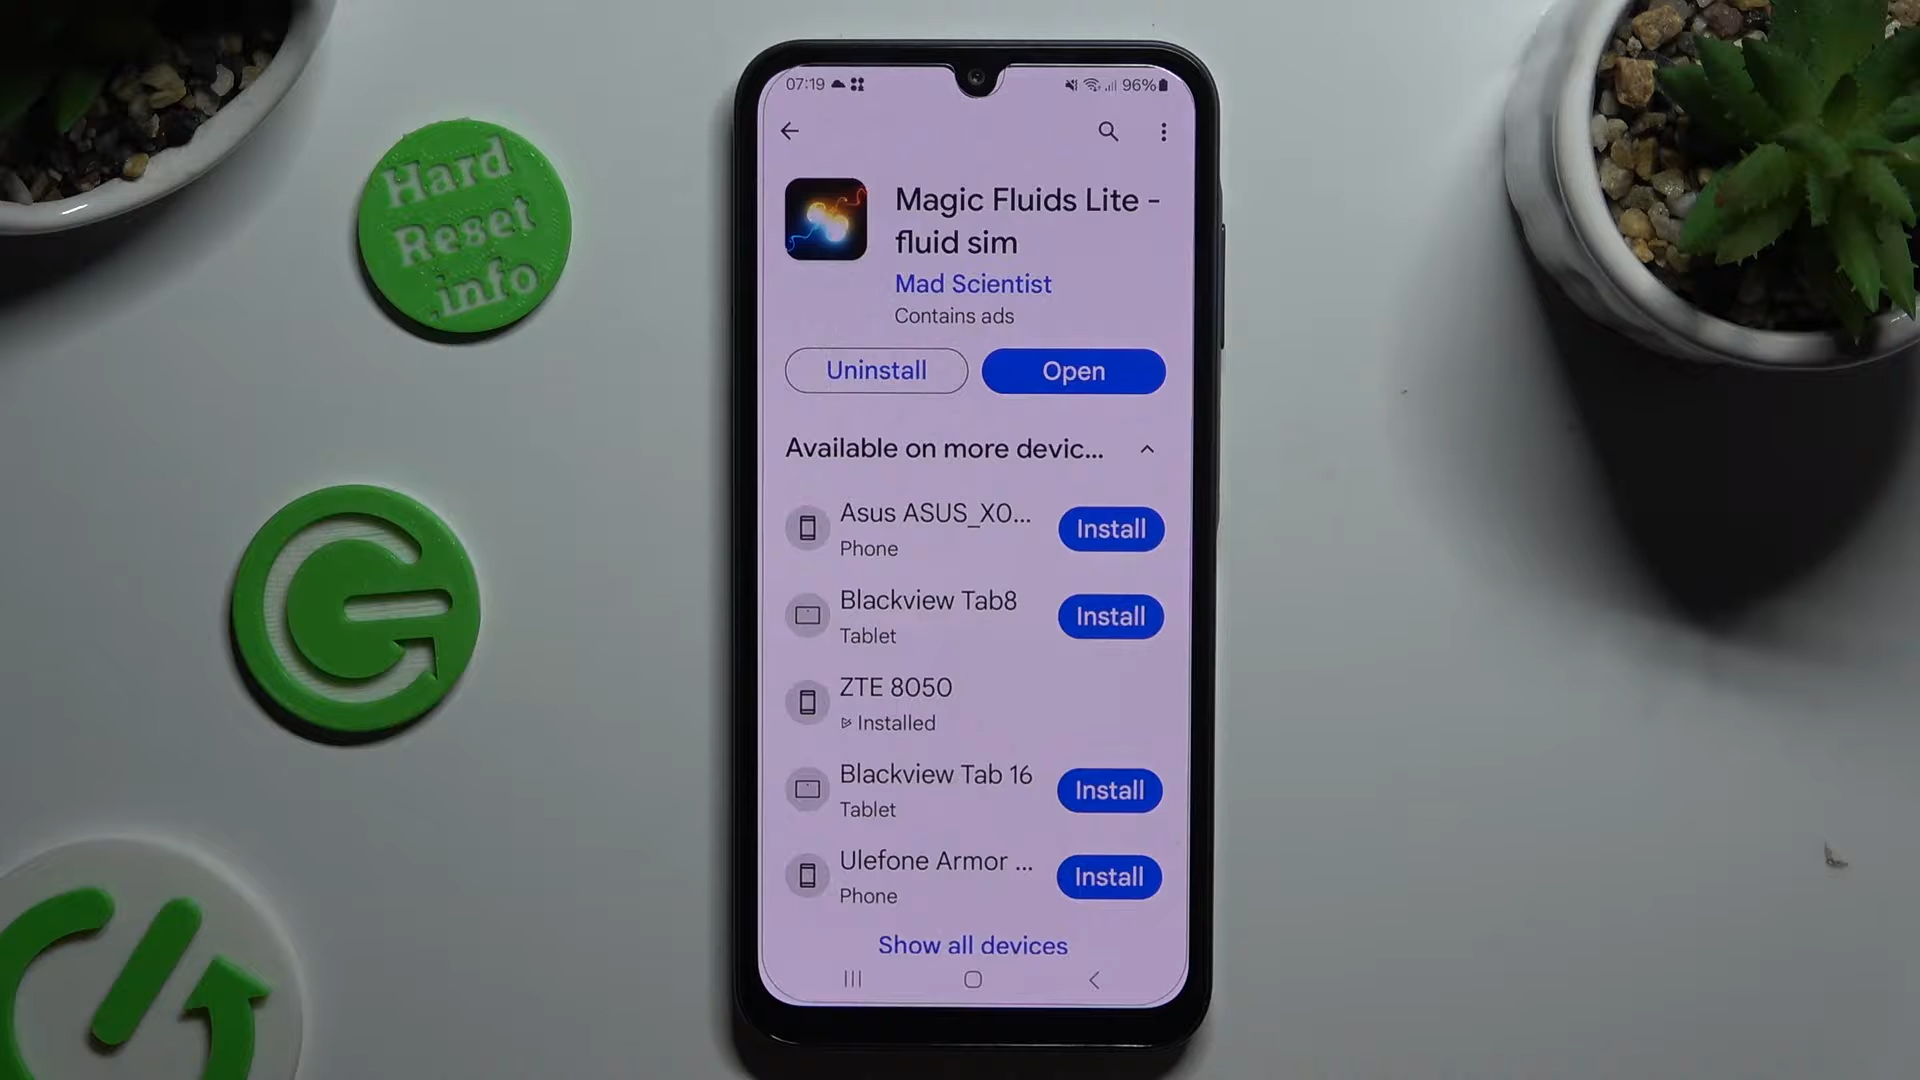 Hard
Reset
.info
07:19
96%
Magic Fluids Lite -
fluid sim
Mad Scientist
Contains ads
Uninstall
Open
Available on more devic...
Asus ASUS_X0...
Phone
Install
Blackview Tab8
Tablet
Install
ZTE 8050
Installed
Blackview Tab 16
Tablet
Install
Ulefone Armor ...
Phone
Install
Show all devices